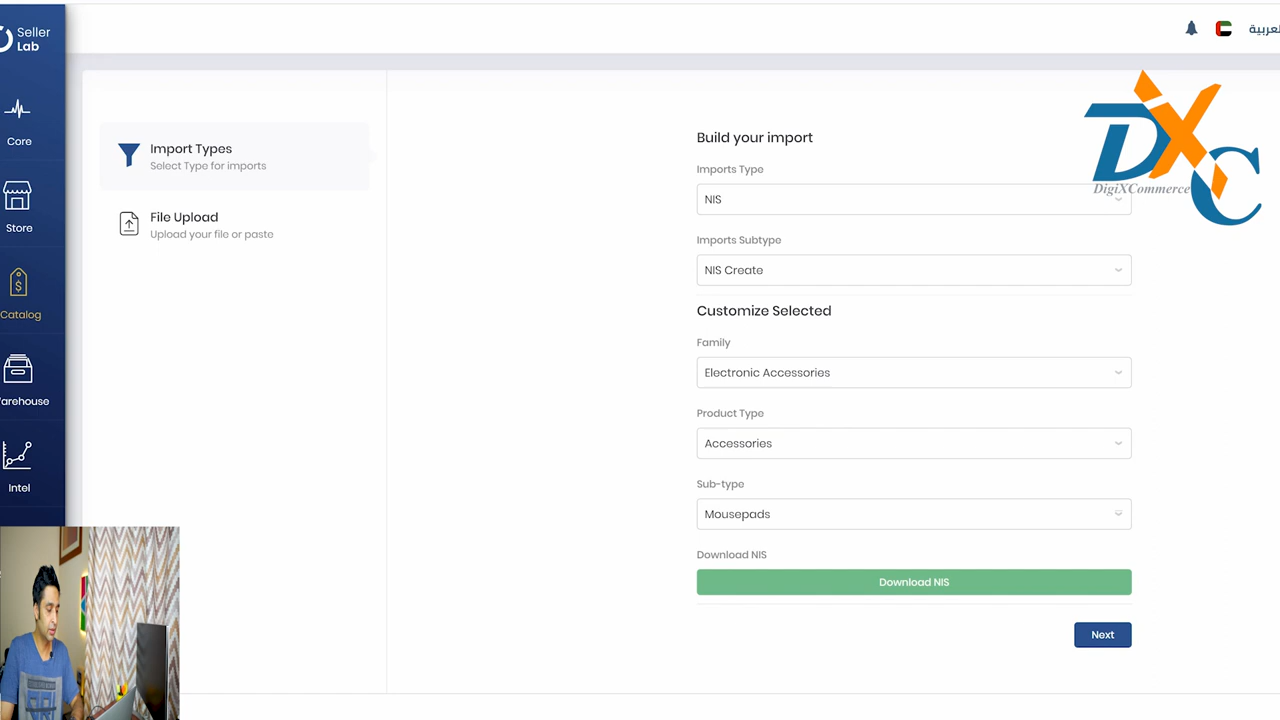 Seller
Lab
العربية
Core
Store
Catalog
arehouse
Intel
Import Types
Select Type for imports
File Upload
Upload your file or paste
Build your import
Imports Type
NIS
Imports Subtype
NIS Create
Customize Selected
Family
Electronic Accessories
Product Type
Accessories
Sub-type
Mousepads
Download NIS
Download NIS
Next
DXC
DigiXCommerce